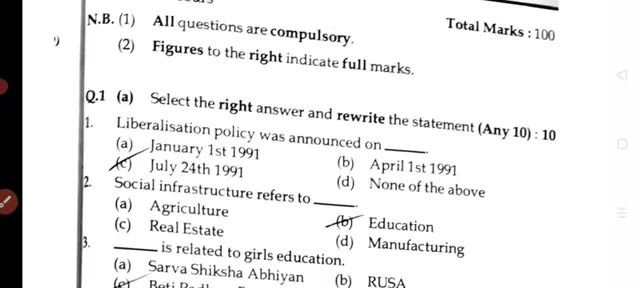 N.B. (1) All questions are compulsory.
Total Marks : 100
(2) Figures to the right indicate full marks.
Q.1 (a) Select the right answer and rewrite the statement (Any 10) : 10
1. Liberalisation policy was announced on ______.
(a) January 1st 1991 (b) April 1st 1991
(c) July 24th 1991 (d) None of the above
2. Social infrastructure refers to ______.
(a) Agriculture (b) Education
(c) Real Estate (d) Manufacturing
3. ______ is related to girls education.
(a) Sarva Shiksha Abhiyan (b) RUSA
(c) Beti